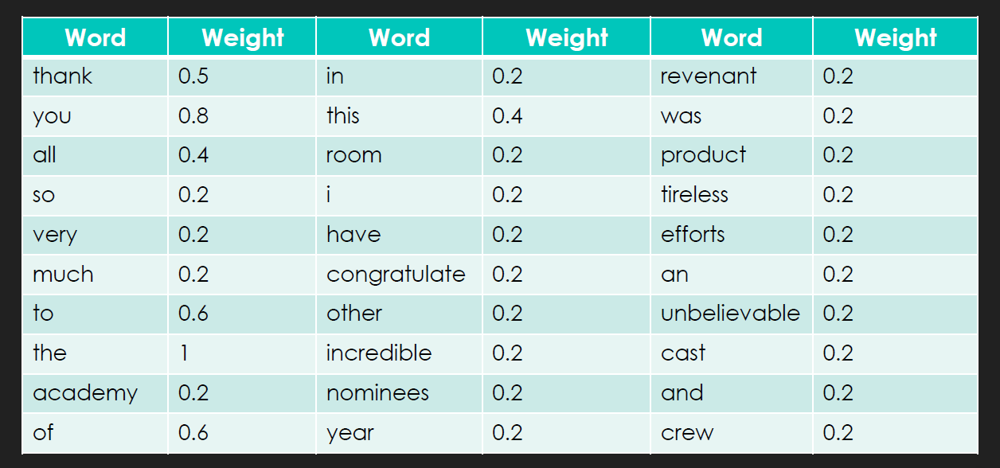 Word Weight Word Weight Word Weight
thank 0.5 in 0.2 revenant 0.2
you 0.8 this 0.4 was 0.2
all 0.4 room 0.2 product 0.2
so 0.2 i 0.2 tireless 0.2
very 0.2 have 0.2 efforts 0.2
much 0.2 congratulate 0.2 an 0.2
to 0.6 other 0.2 unbelievable 0.2
the 1 incredible 0.2 cast 0.2
academy 0.2 nominees 0.2 and 0.2
of 0.6 year 0.2 crew 0.2